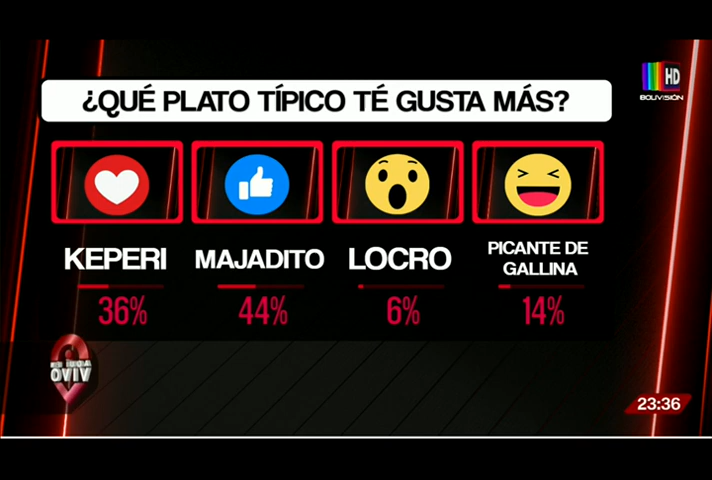 HD
BOLIVISIÓN
¿QUÉ PLATO TÍPICO TÉ GUSTA MÁS?
KEPERI
MAJADITO
LOCRO
PICANTE DE
GALLINA
36%
44%
6%
14%
23:36